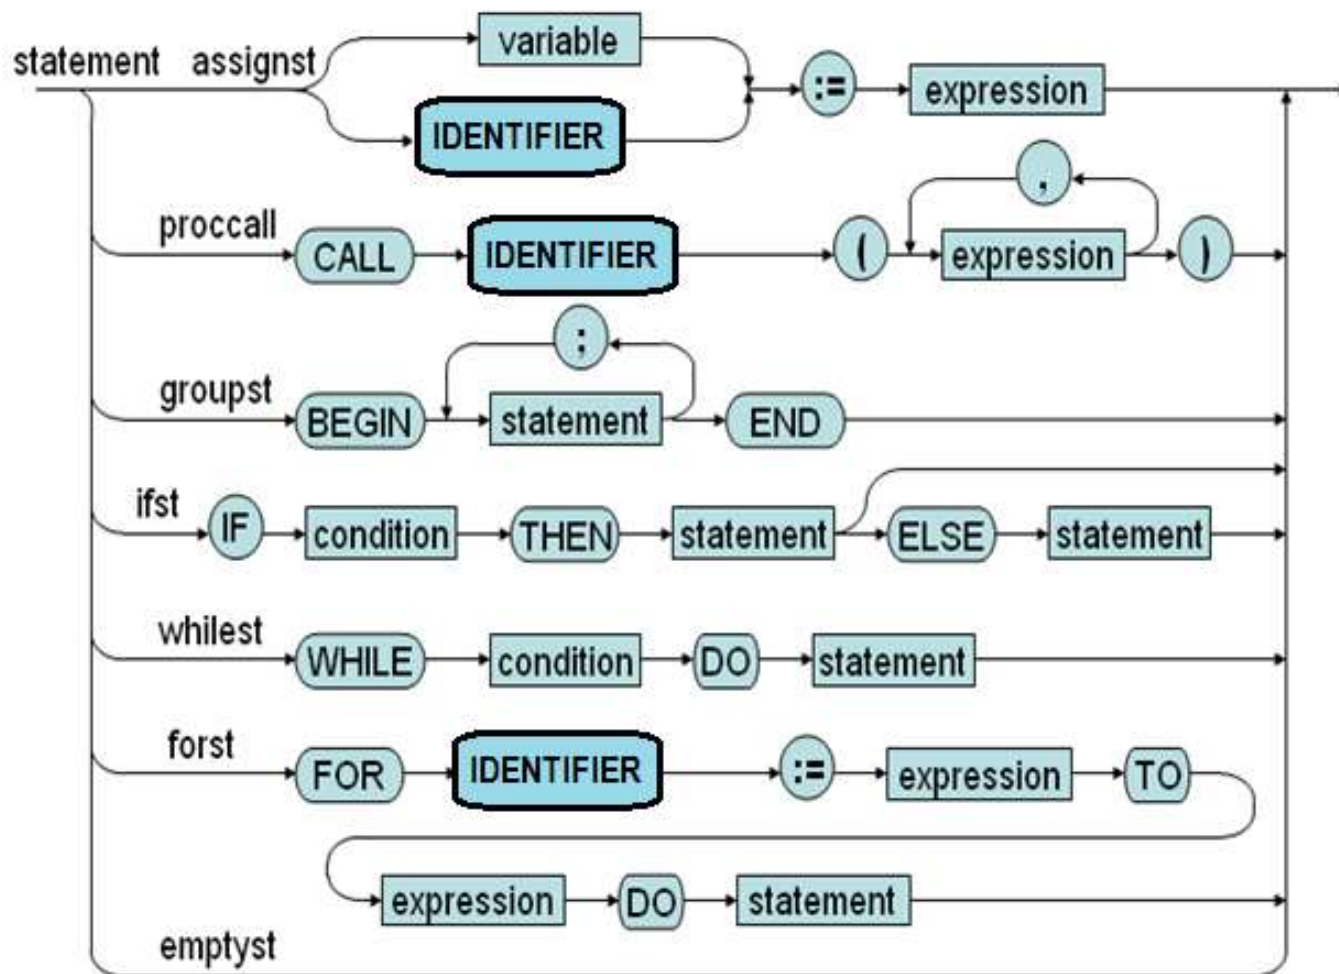 statement assignst variable := expression
IDENTIFIER
,
proccall CALL IDENTIFIER ( expression )
;
groupst BEGIN statement END
ifst IF condition THEN statement ELSE statement
whilest WHILE condition DO statement
forst FOR IDENTIFIER := expression TO
expression DO statement
emptyst